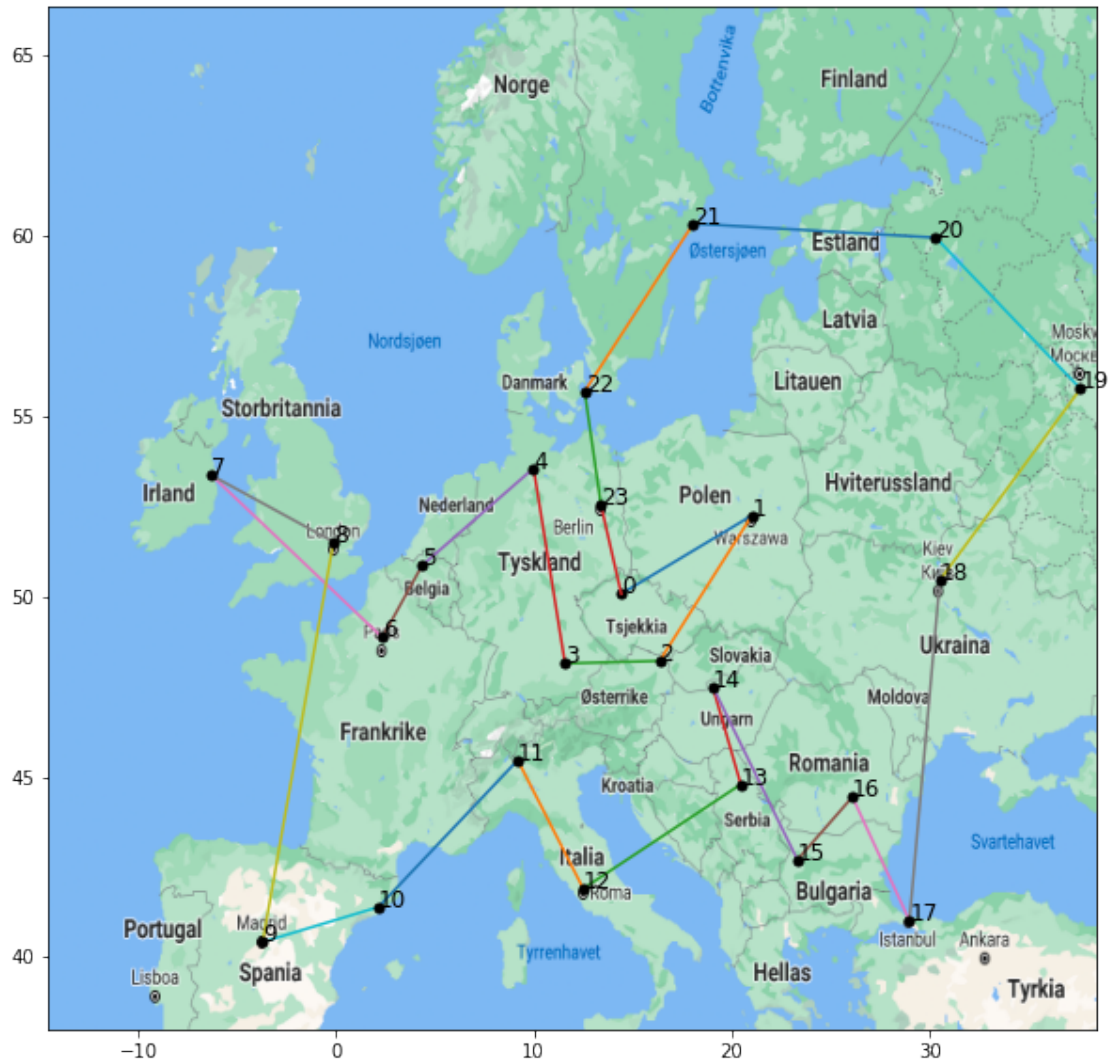 65
60
55
50
45
40
−10
0
10
20
30
Norge
Finland
Bottenvika
21
20
Østersjøen
Estland
Latvia
Nordsjøen
Moskv
Москв
19
Danmark
22
Litauen
Storbritannia
7
4
Irland
Nederland
23
Polen
1
Hviterussland
London
8
Berlin
Warszawa
Tyskland
5
Belgia
Kiev
18
0
6
Tsjekkia
Ukraina
3
2
Slovakia
14
Østerrike
Moldova
Ungarn
Frankrike
11
13
Romania
Kroatia
16
Serbia
Svartehavet
Italia
15
12
Roma
Bulgaria
10
Madrid
9
17
Portugal
Istanbul
Ankara
Tyrrenhavet
Lisboa
Spania
Hellas
Tyrkia